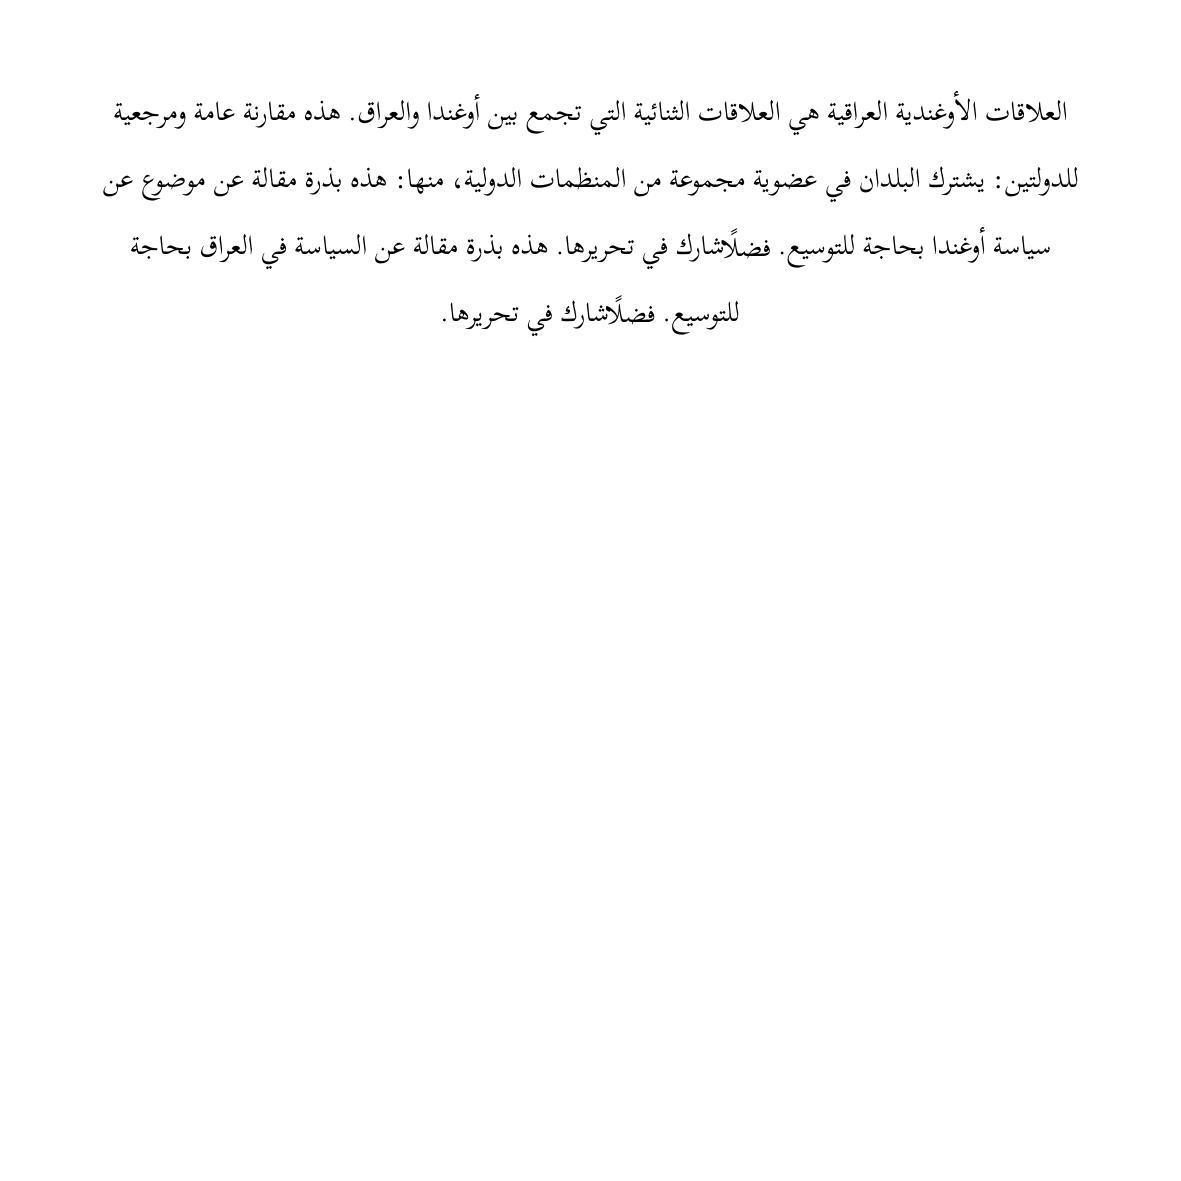 العلاقات الأوغندية العراقية هي العلاقات الثنائية التي تجمع بين أوغندا والعراق. هذه مقارنة عامة ومرجعية
للدولتين: يشترك البلدان في عضوية مجموعة من المنظمات الدولية، منها: هذه بذرة مقالة عن موضوع عن
سياسة أوغندا بحاجة للتوسيع. فضلًاشارك في تحريرها. هذه بذرة مقالة عن السياسة في العراق بحاجة
للتوسيع. فضلًاشارك في تحريرها.